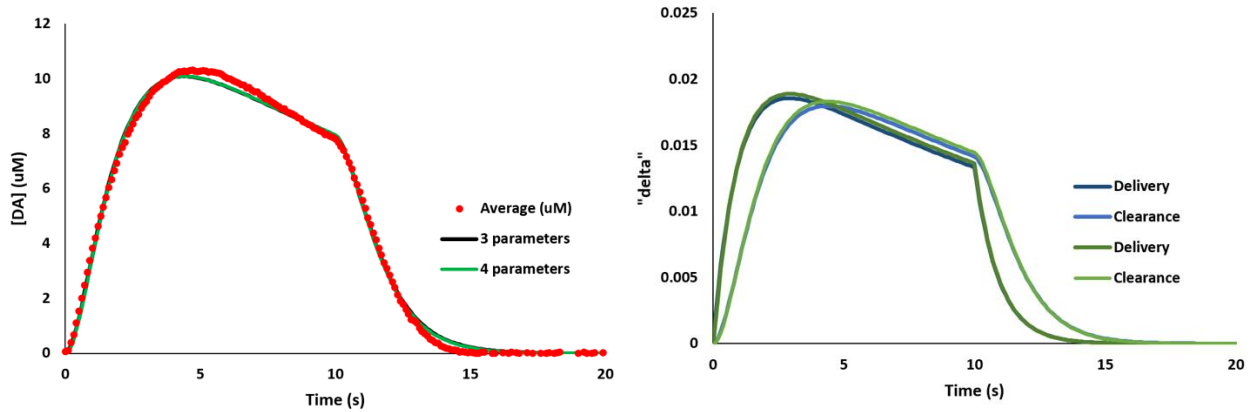 12
10
8
6
4
2
0
[DA] (uM)
Average (uM)
3 parameters
4 parameters
0
5
10
15
20
Time (s)
0.025
0.02
0.015
0.01
0.005
0
"delta"
Delivery
Clearance
Delivery
Clearance
0
5
10
15
20
Time (s)